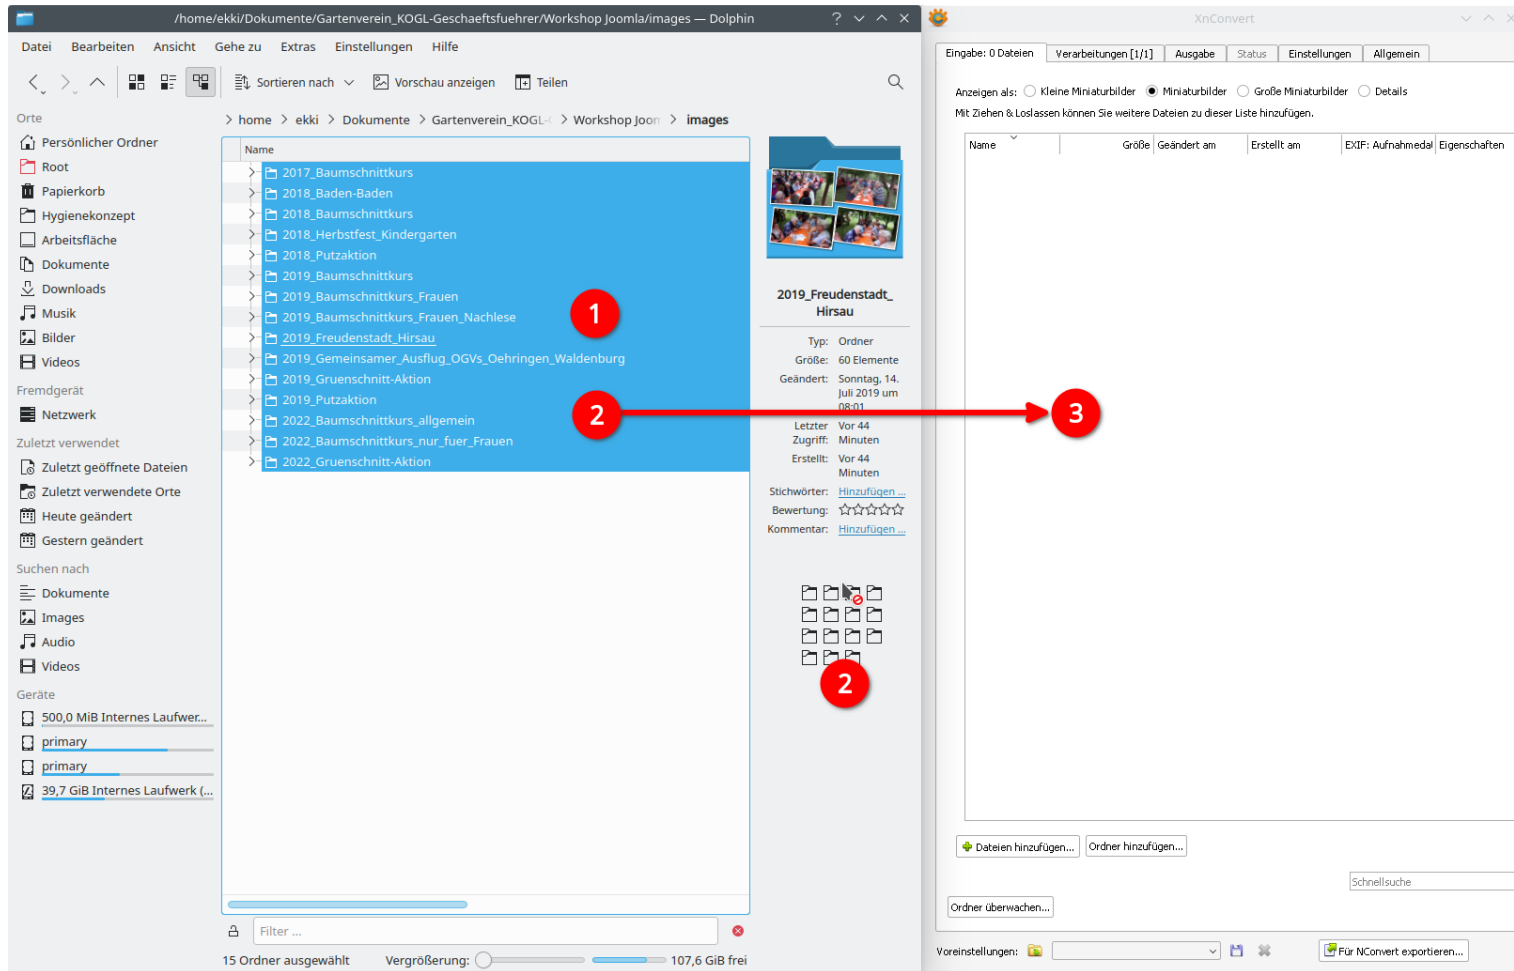 /home/ekki/Dokumente/Gartenverein_KOGL-Geschaeftsfuehrer/Workshop Joomla/images — Dolphin
Datei Bearbeiten Ansicht Gehe zu Extras Einstellungen Hilfe
Sortieren nach Vorschau anzeigen Teilen
Orte
Persönlicher Ordner
Root
Papierkorb
Hygienekonzept
Arbeitsfläche
Dokumente
Downloads
Musik
Bilder
Videos
Fremdgerät
Netzwerk
Zuletzt verwendet
Zuletzt geöffnete Dateien
Zuletzt verwendete Orte
Heute geändert
Gestern geändert
Suchen nach
Dokumente
Images
Audio
Videos
Geräte
500,0 MiB Internes Laufwer...
primary
primary
39,7 GiB Internes Laufwerk (...
> home > ekki > Dokumente > Gartenverein_KOGL- > Workshop Joom > images
Name
2017_Baumschnittkurs
2018_Baden-Baden
2018_Baumschnittkurs
2018_Herbstfest_Kindergarten
2018_Putzaktion
2019_Baumschnittkurs
2019_Baumschnittkurs_Frauen
2019_Baumschnittkurs_Frauen_Nachlese
2019_Freudenstadt_Hirsau
2019_Gemeinsamer_Ausflug_OGVs_Oehringen_Waldenburg
2019_Gruenschnitt-Aktion
2019_Putzaktion
2022_Baumschnittkurs_allgemein
2022_Baumschnittkurs_nur_fuer_Frauen
2022_Gruenschnitt-Aktion
1
2
3
2
Filter ...
15 Ordner ausgewählt Vergrößerung: 107,6 GiB frei
2019_Freudenstadt_
Hirsau
Typ: Ordner
Größe: 60 Elemente
Geändert: Sonntag, 14.
Juli 2019 um
08:01
Letzter Vor 44
Zugriff: Minuten
Erstellt: Vor 44
Minuten
Stichwörter: Hinzufügen ...
Bewertung:
Kommentar: Hinzufügen ...
XnConvert
Eingabe: 0 Dateien Verarbeitungen [1/1] Ausgabe Status Einstellungen Allgemein
Anzeigen als: Kleine Miniaturbilder Miniaturbilder Große Miniaturbilder Details
Mit Ziehen & Loslassen können Sie weitere Dateien zu dieser Liste hinzufügen.
Name Größe Geändert am Erstellt am EXIF: Aufnahmedat Eigenschaften
Dateien hinzufügen... Ordner hinzufügen...
Schnellsuche
Ordner überwachen...
Voreinstellungen: Für NConvert exportieren...